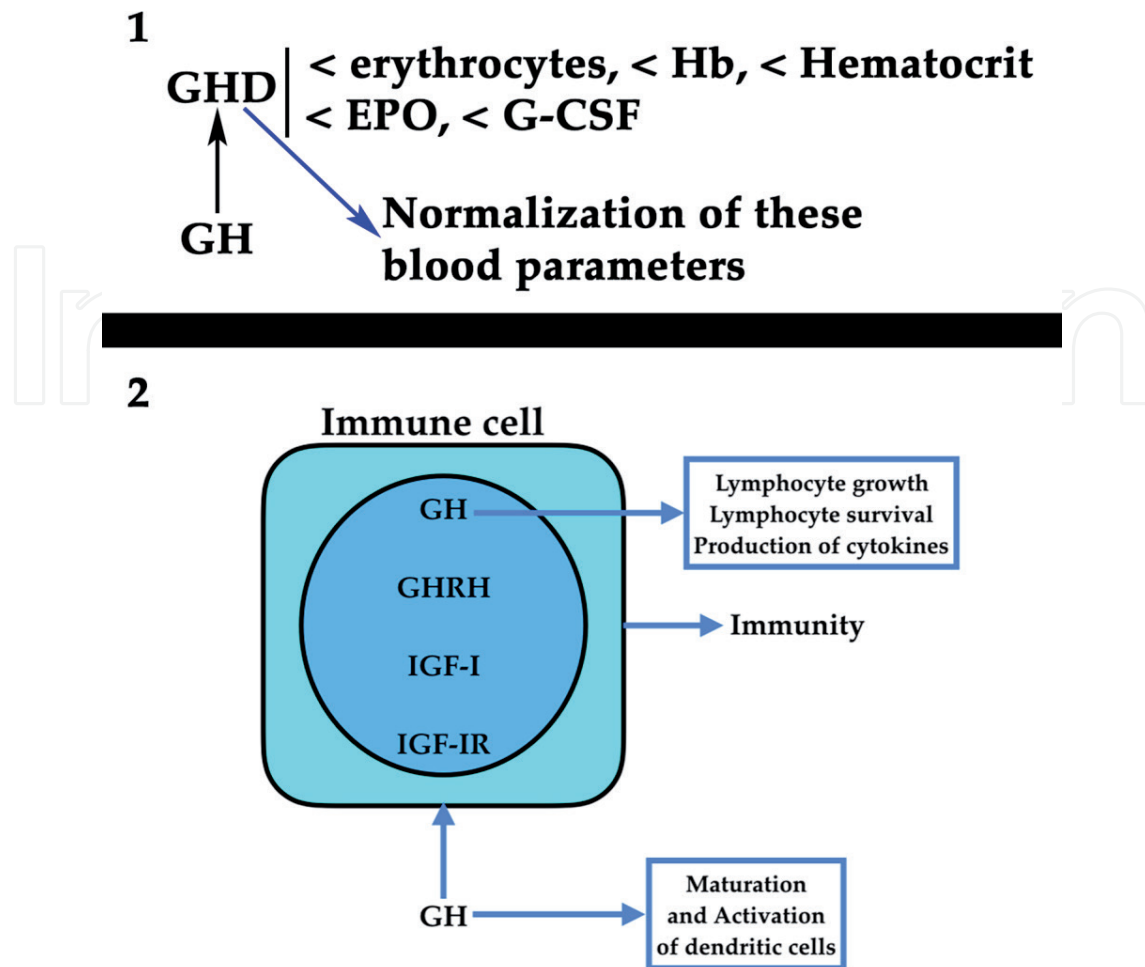 1
GHD
< erythrocytes, < Hb, < Hematocrit
< EPO, < G-CSF
GH
Normalization of these
blood parameters
2
Immune cell
GH
GHRH
IGF-I
IGF-IR
Lymphocyte growth
Lymphocyte survival
Production of cytokines
Immunity
GH
Maturation
and Activation
of dendritic cells